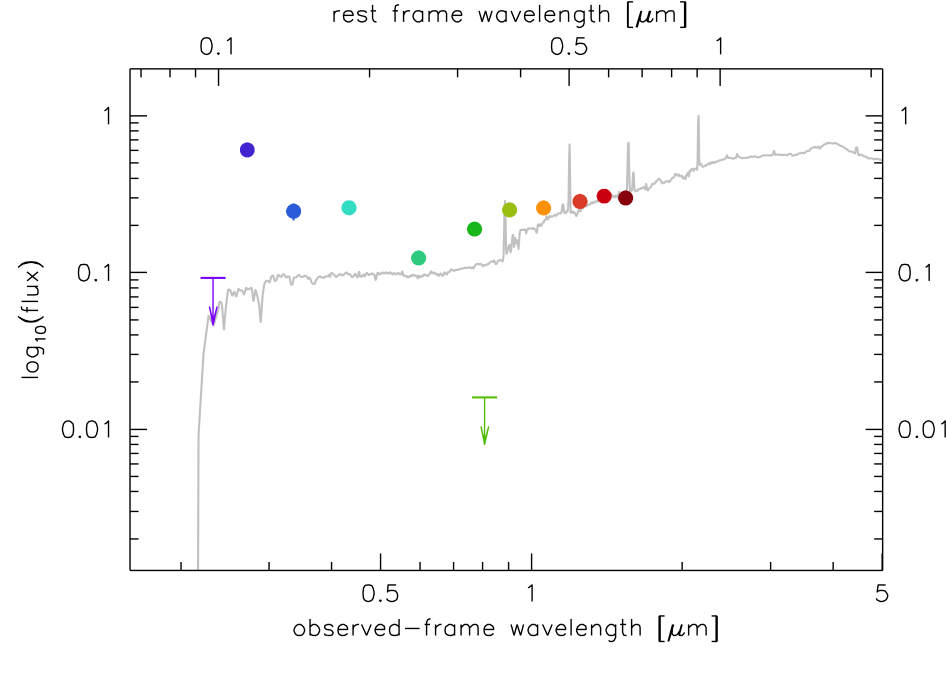 rest frame wavelength [μm]
0.1 0.5 1
1 1
0.1 0.1
0.01 0.01
log₁₀(flux)
0.5 1 5
observed-frame wavelength [μm]